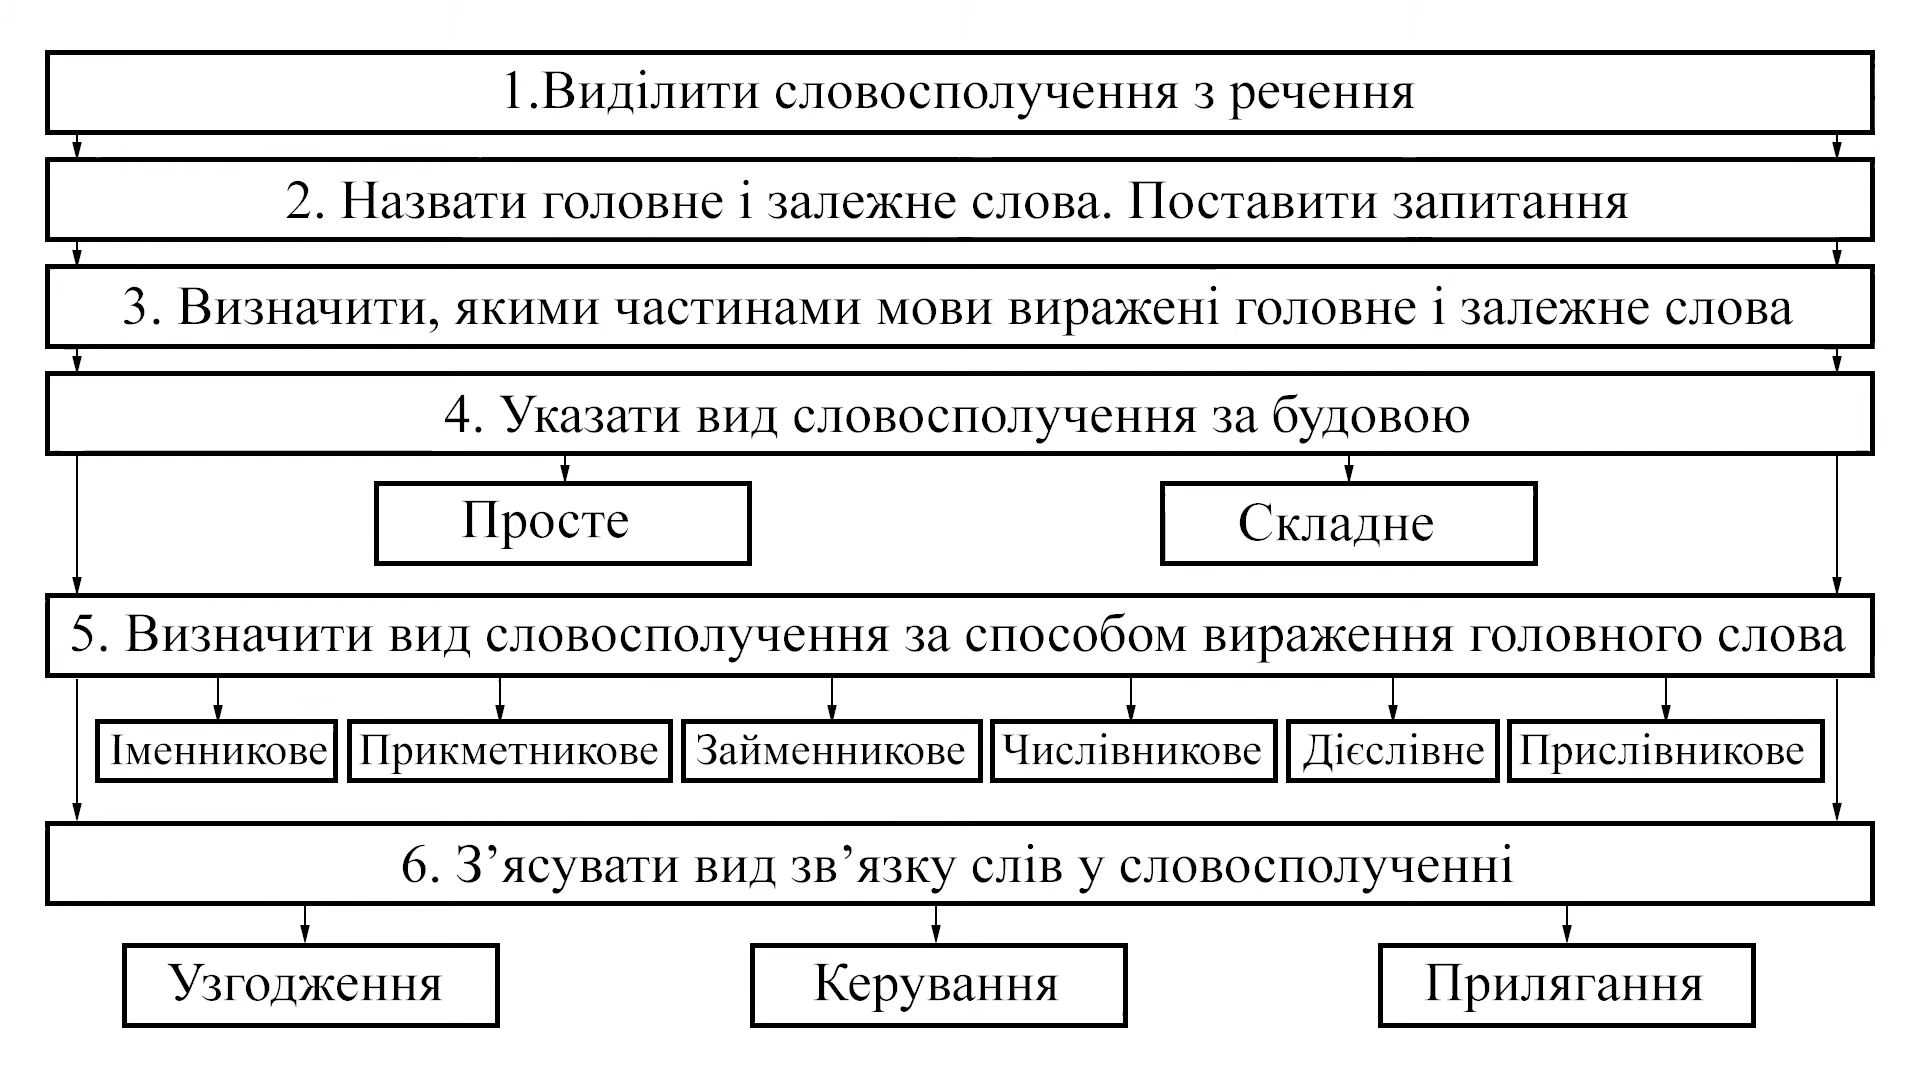 1.Виділити словосполучення з речення
2. Назвати головне і залежне слова. Поставити запитання
3. Визначити, якими частинами мови виражені головне і залежне слова
4. Указати вид словосполучення за будовою
Просте
Складне
5. Визначити вид словосполучення за способом вираження головного слова
Іменникове
Прикметникове
Займенникове
Числівникове
Дієслівне
Прислівникове
6. З’ясувати вид зв’язку слів у словосполученні
Узгодження
Керування
Прилягання